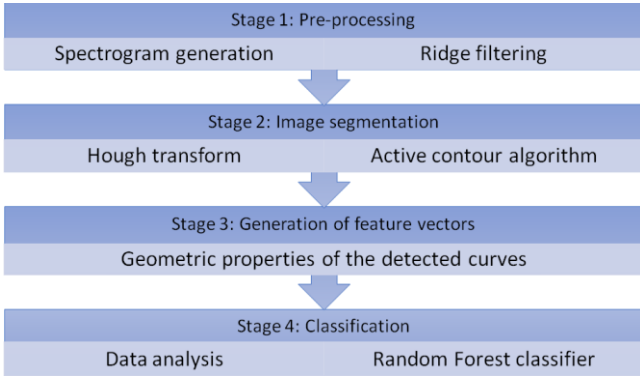 Stage 1: Pre-processing
Spectrogram generation Ridge filtering
Stage 2: Image segmentation
Hough transform Active contour algorithm
Stage 3: Generation of feature vectors
Geometric properties of the detected curves
Stage 4: Classification
Data analysis Random Forest classifier